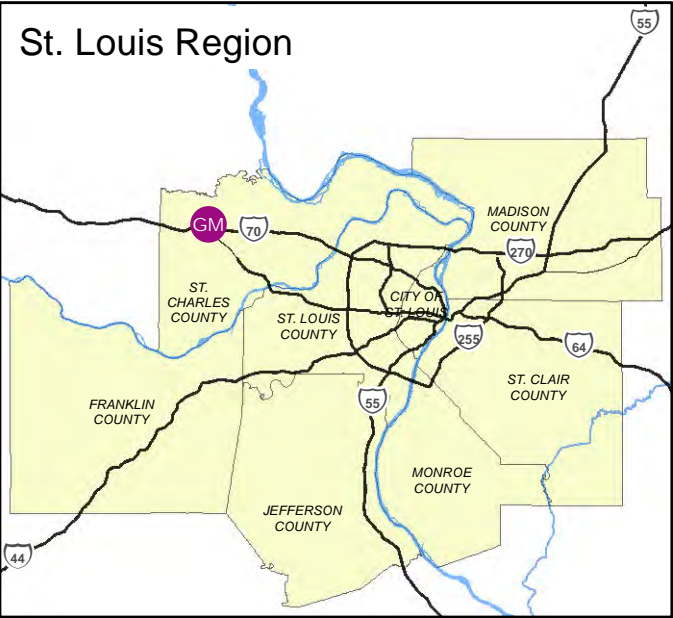 St. Louis Region
55
MADISON
COUNTY
GM
70
270
ST.
CHARLES
COUNTY
ST. LOUIS
COUNTY
CITY OF
ST. LOUIS
255
64
ST. CLAIR
COUNTY
FRANKLIN
COUNTY
55
MONROE
COUNTY
JEFFERSON
COUNTY
44